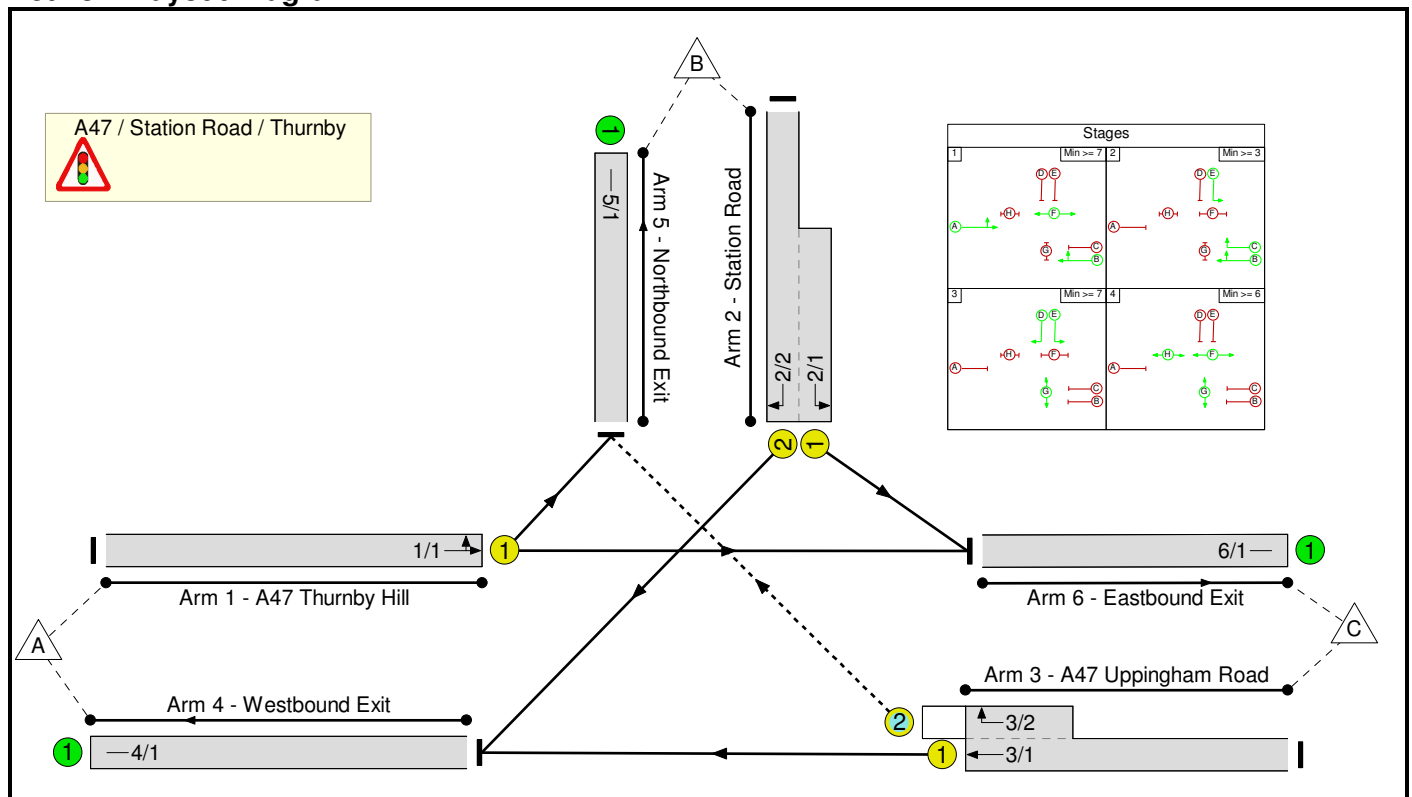 B
A47 / Station Road / Thurnby
1
5/1
Arm 5 - Northbound Exit
Arm 2 - Station Road
2/2
2/1
2
1
Stages
1
Min >= 7
2
Min >= 3
D
E
D
E
H
F
H
F
A
A
G
C
B
G
C
B
3
Min >= 7
4
Min >= 6
D
E
D
E
H
F
H
F
A
A
G
C
B
G
C
B
1/1
1
6/1
1
Arm 1 - A47 Thurnby Hill
Arm 6 - Eastbound Exit
A
C
Arm 3 - A47 Uppingham Road
Arm 4 - Westbound Exit
2
3/2
1
4/1
1
3/1